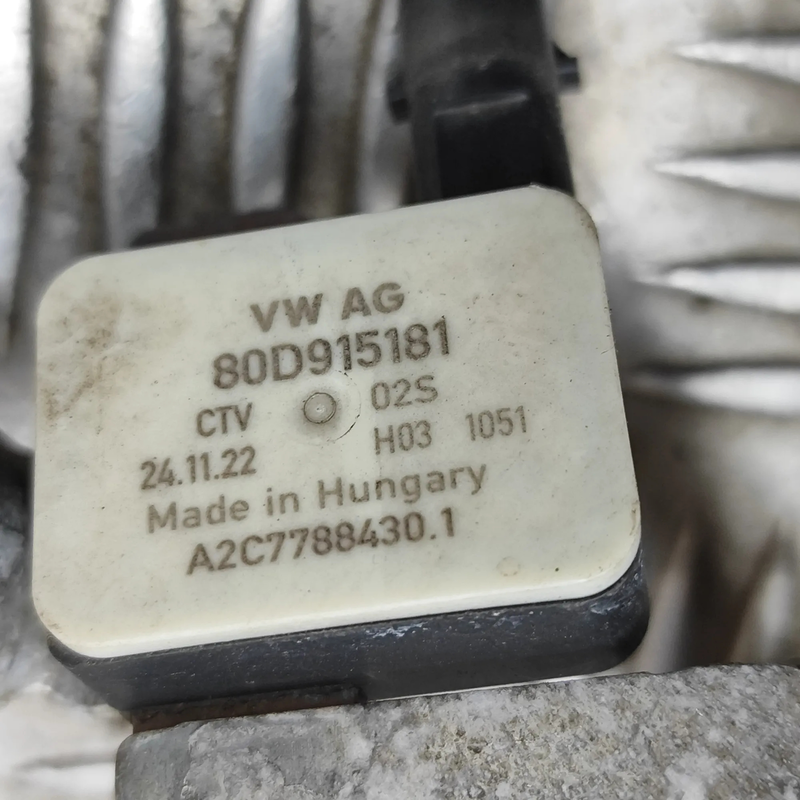 VW AG
80D915181
CTV 02S
24.11.22 H03 1051
Made in Hungary
A2C7788430.1